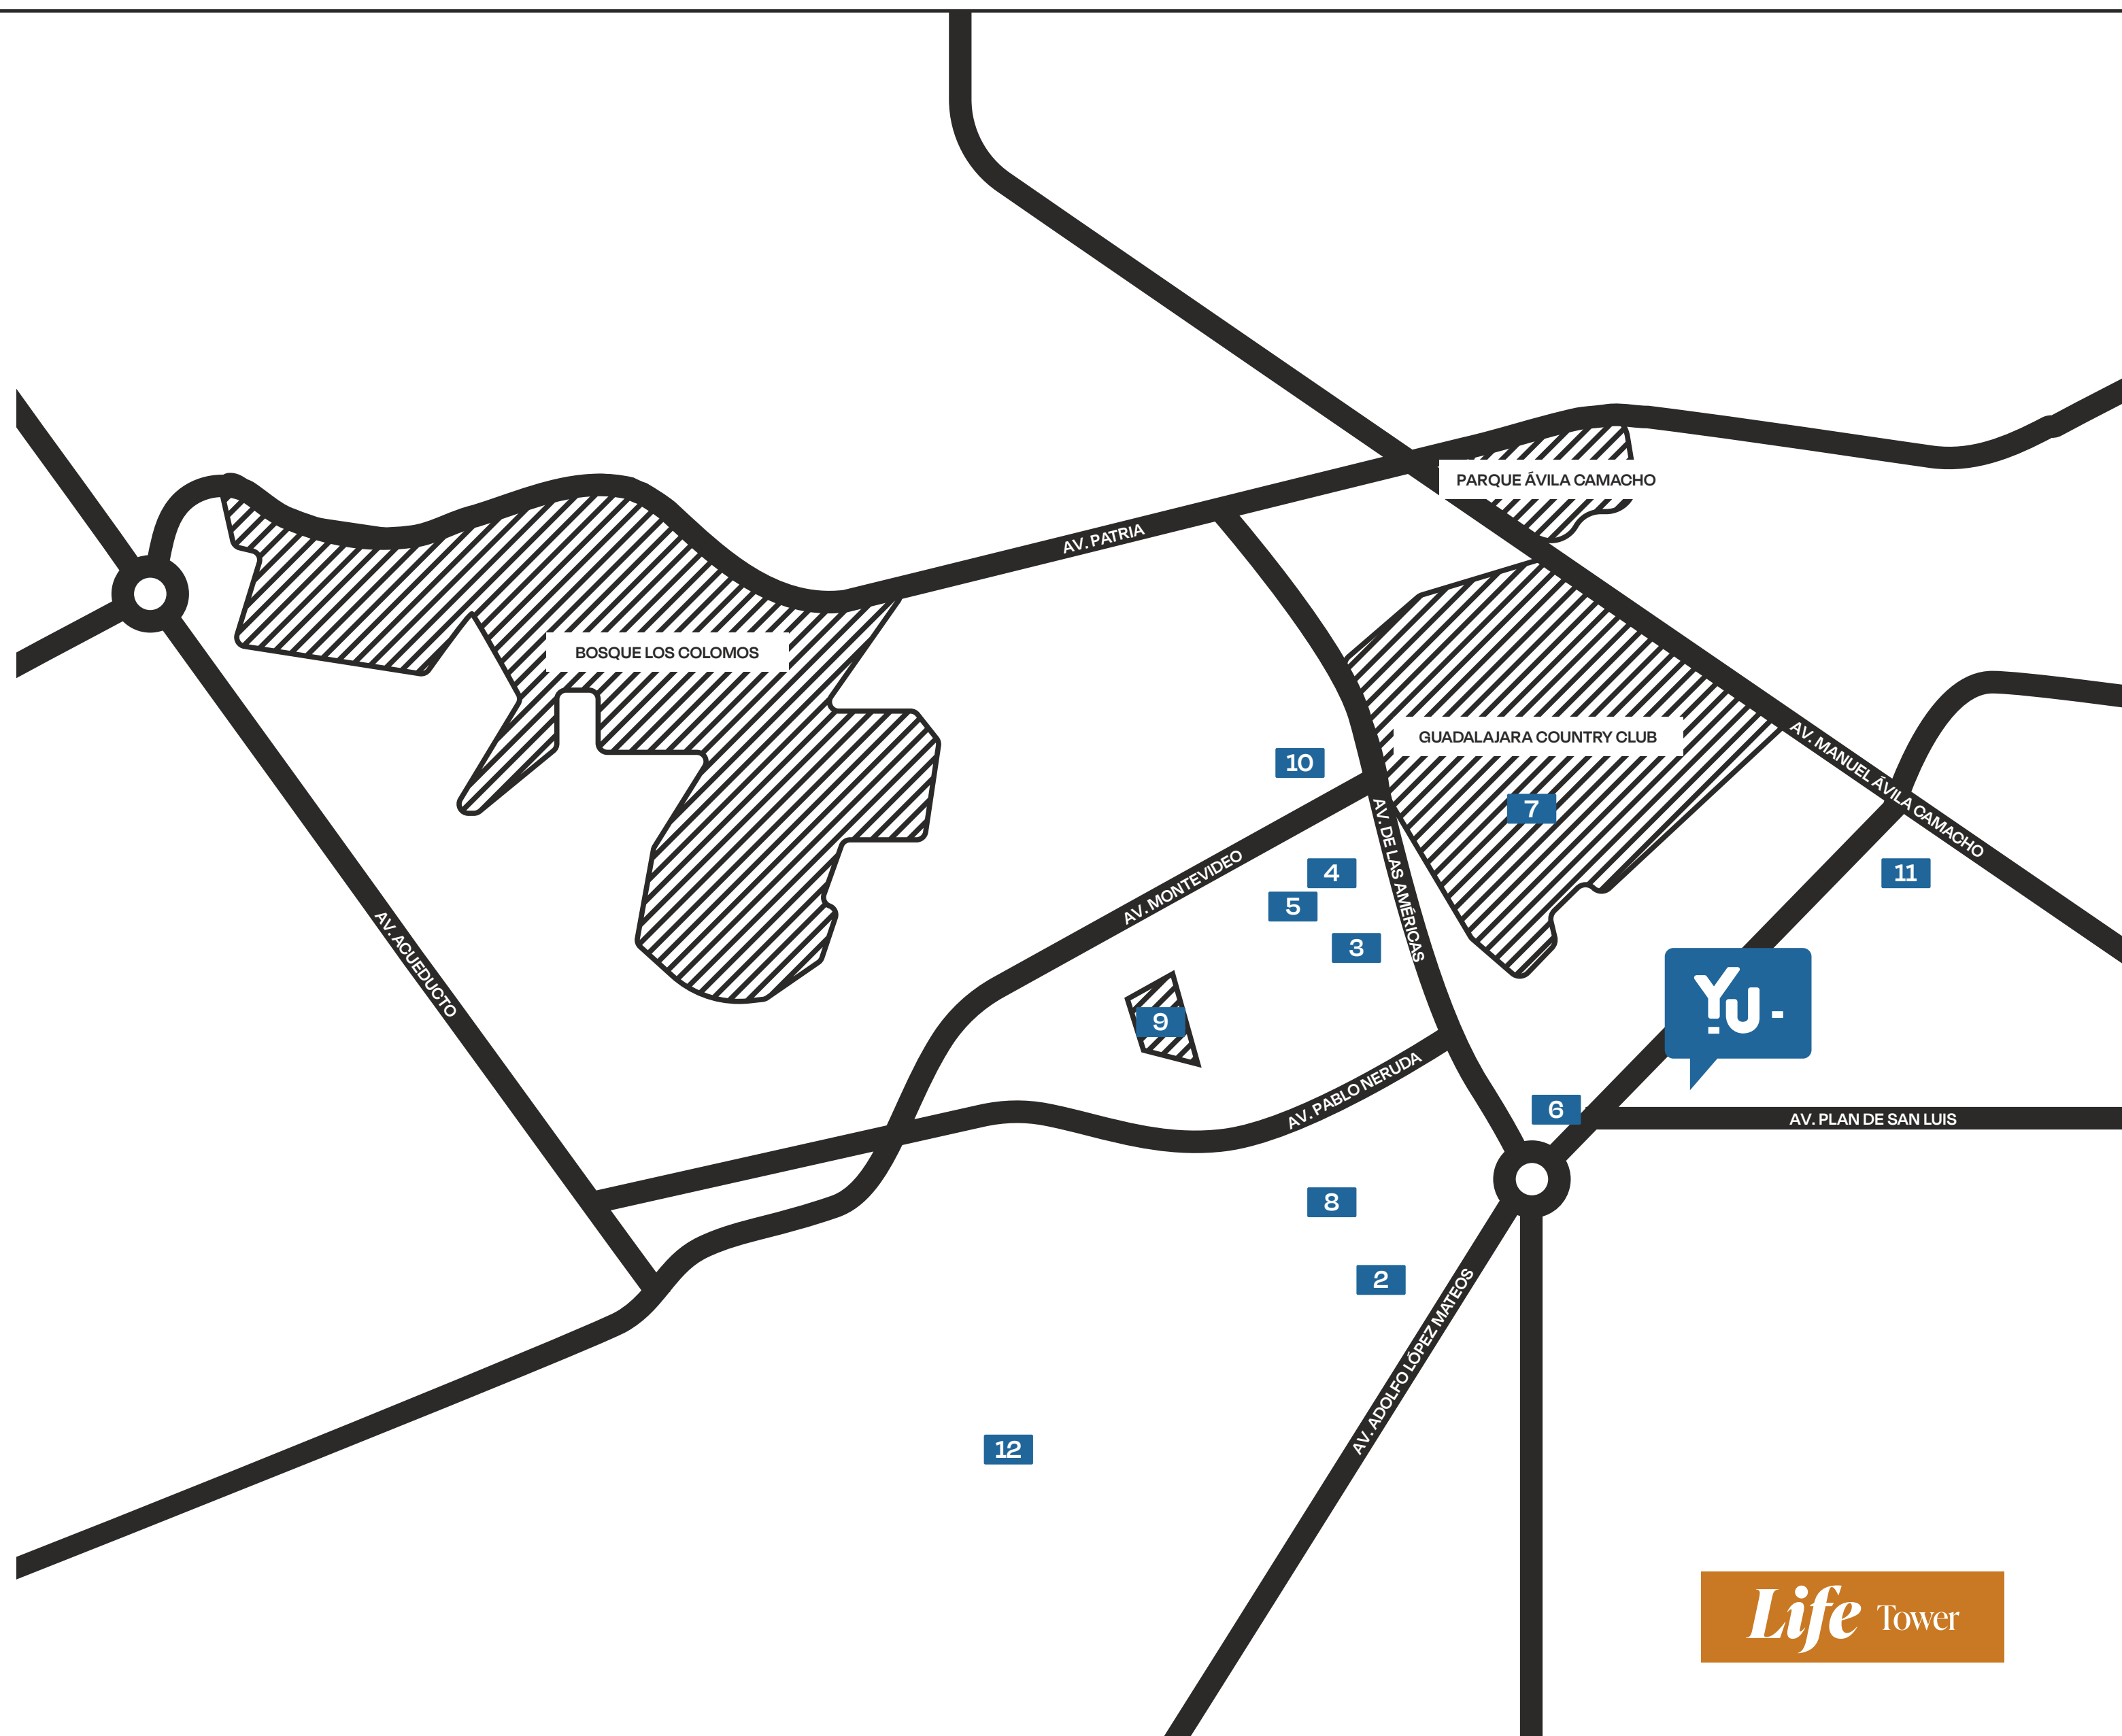 PARQUE ÁVILA CAMACHO
AV. PATRIA
BOSQUE LOS COLOMOS
GUADALAJARA COUNTRY CLUB
AV. MANUEL ÁVILA CAMACHO
10
7
AV. DE LAS AMÉRICAS
4
11
AV. MONTEVIDEO
5
3
AV. ACUEDUCTO
YU-
9
AV. PABLO NERUDA
6
AV. PLAN DE SAN LUIS
8
2
AV. ADOLFO LÓPEZ MATEOS
12
Life Tower